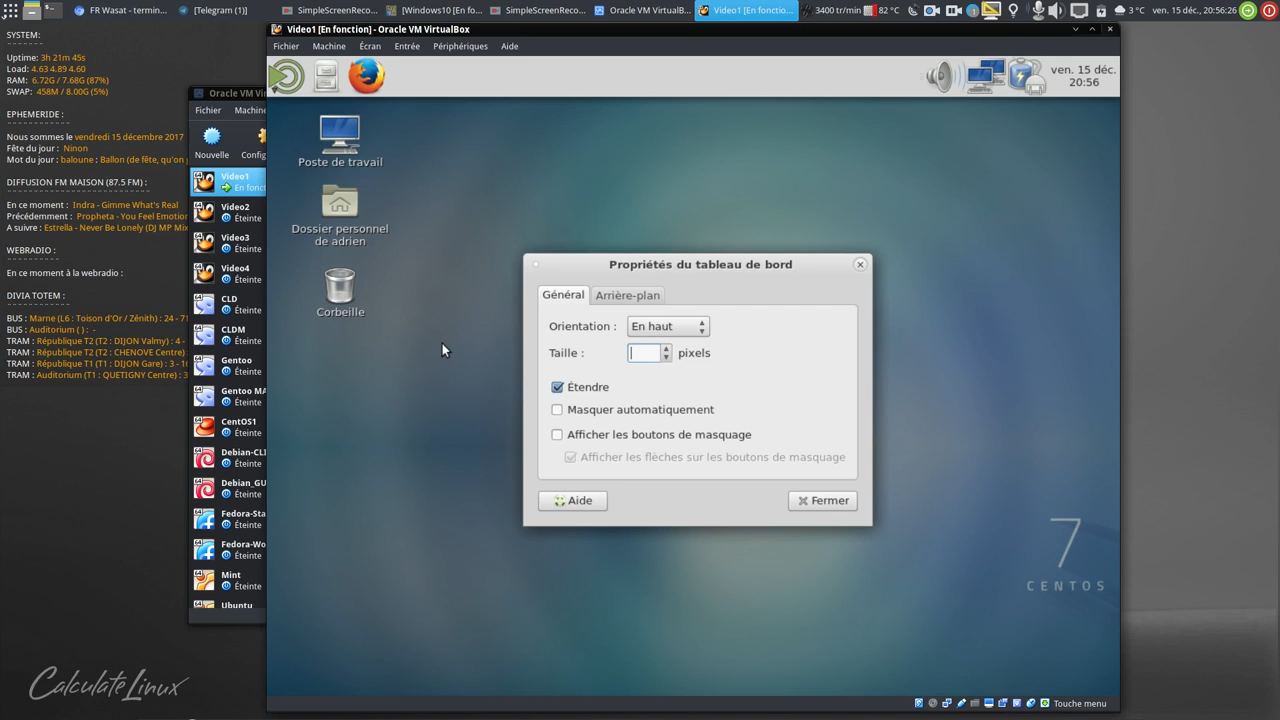 FR Wasat - termin...
[Telegram (1)]
SimpleScreenReco...
[Windows10 [En fo...
SimpleScreenReco...
Oracle VM VirtualB...
Video1 [En fonctio...
3400 tr/min
82 °C
3 °C
ven. 15 déc., 20:56:26
SYSTEM:
Uptime: 3h 21m 45s
Load: 4.63 4.89 4.60
RAM: 6.72G / 7.68G (87%)
SWAP: 458M / 8.00G (5%)
EPHEMERIDE :
Nous sommes le vendredi 15 décembre 2017
Fête du jour : Ninon
Mot du jour : baloune : Ballon (de fête, qu'on
DIFFUSION FM MAISON (87.5 FM) :
En ce moment : Indra - Gimme What's Real
Précédemment : Propheta - You Feel Emotion
A suivre : Estrella - Never Be Lonely (DJ MP Mix
WEBRADIO :
En ce moment à la webradio :
DIVIA TOTEM :
BUS : Marne (L6 : Toison d'Or / Zénith) : 24 - 71
BUS : Auditorium ( ) : -
TRAM : République T2 (T2 : DIJON Valmy) : 4 -
TRAM : République T2 (T2 : CHENOVE Centre) :
TRAM : République T1 (T1 : DIJON Gare) : 3 - 10
TRAM : Auditorium (T1 : QUETIGNY Centre) : 3
Calculate Linux
Oracle VM Vir
Fichier Machine
Nouvelle Config
Video1
En fonct
Video2
Éteinte
Video3
Éteinte
Video4
Éteinte
CLD
Éteinte
CLDM
Éteinte
Gentoo
Éteinte
Gentoo MA
Éteinte
CentOS1
Éteinte
Debian-CLI
Éteinte
Debian_GU
Éteinte
Fedora-Sta
Éteinte
Fedora-Wo
Éteinte
Mint
Éteinte
Ubuntu
Video1 [En fonction] - Oracle VM VirtualBox
Fichier Machine Écran Entrée Périphériques Aide
ven. 15 déc.
20:56
Poste de travail
Dossier personnel
de adrien
Corbeille
Propriétés du tableau de bord
Général Arrière-plan
Orientation : En haut
Taille : pixels
Étendre
Masquer automatiquement
Afficher les boutons de masquage
Afficher les flèches sur les boutons de masquage
Aide Fermer
7
CENTOS
Touche menu